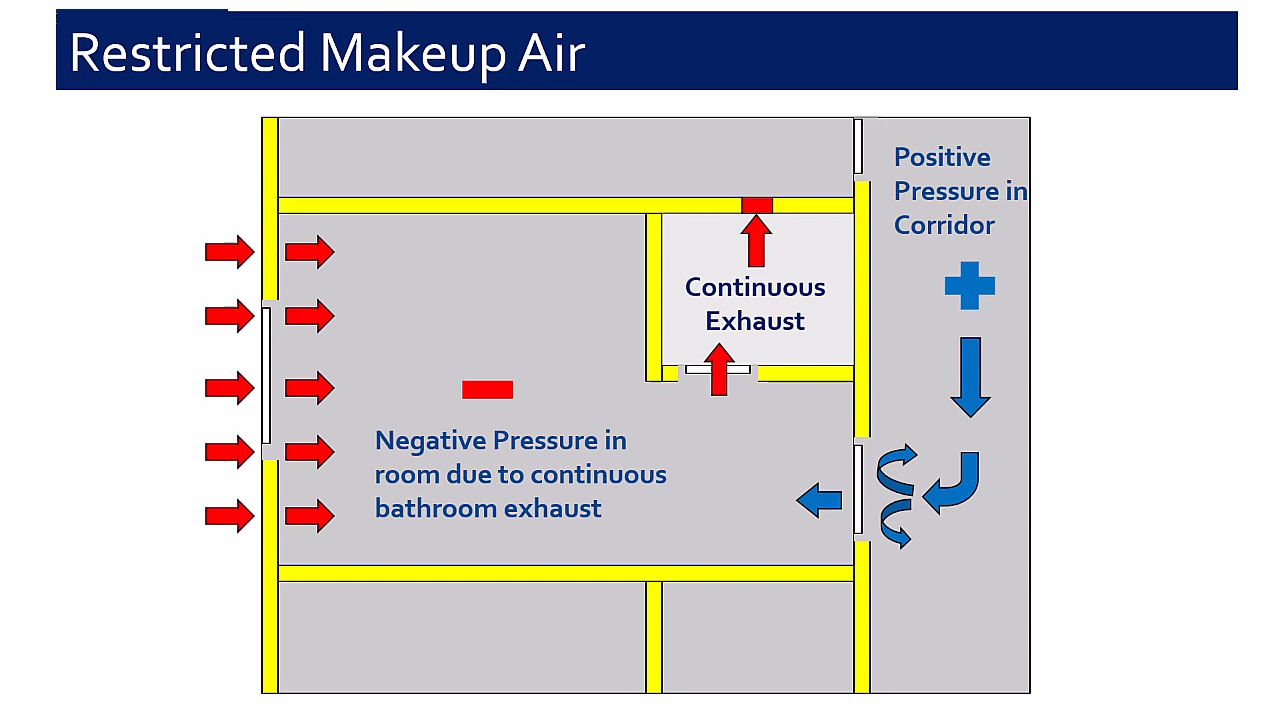 Restricted Makeup Air
Positive
Pressure in
Corridor
Continuous
Exhaust
Negative Pressure in
room due to continuous
bathroom exhaust